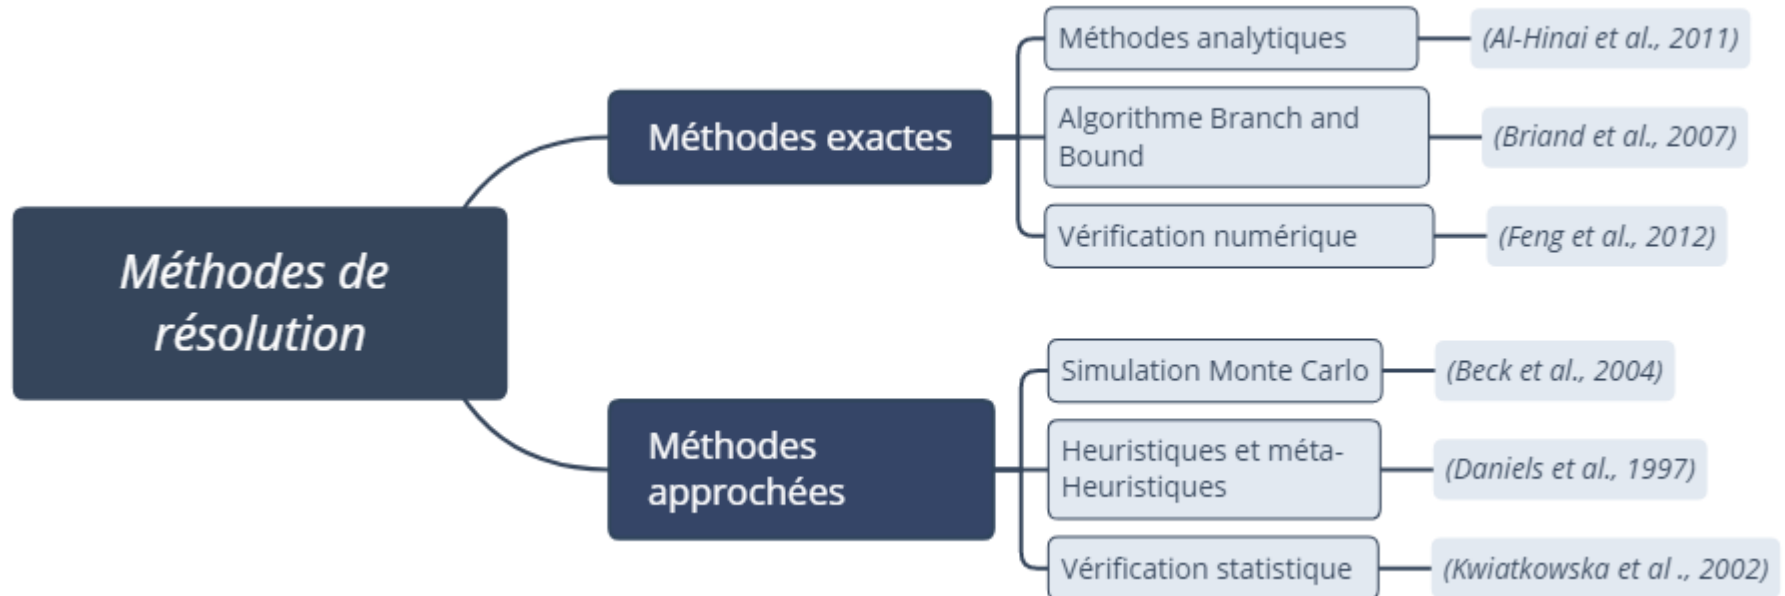 Méthodes de
résolution
Méthodes exactes
Méthodes analytiques
(Al-Hinai et al., 2011)
Algorithme Branch and
Bound
(Briand et al., 2007)
Vérification numérique
(Feng et al., 2012)
Méthodes
approchées
Simulation Monte Carlo
(Beck et al., 2004)
Heuristiques et méta-
Heuristiques
(Daniels et al., 1997)
Vérification statistique
(Kwiatkowska et al ., 2002)